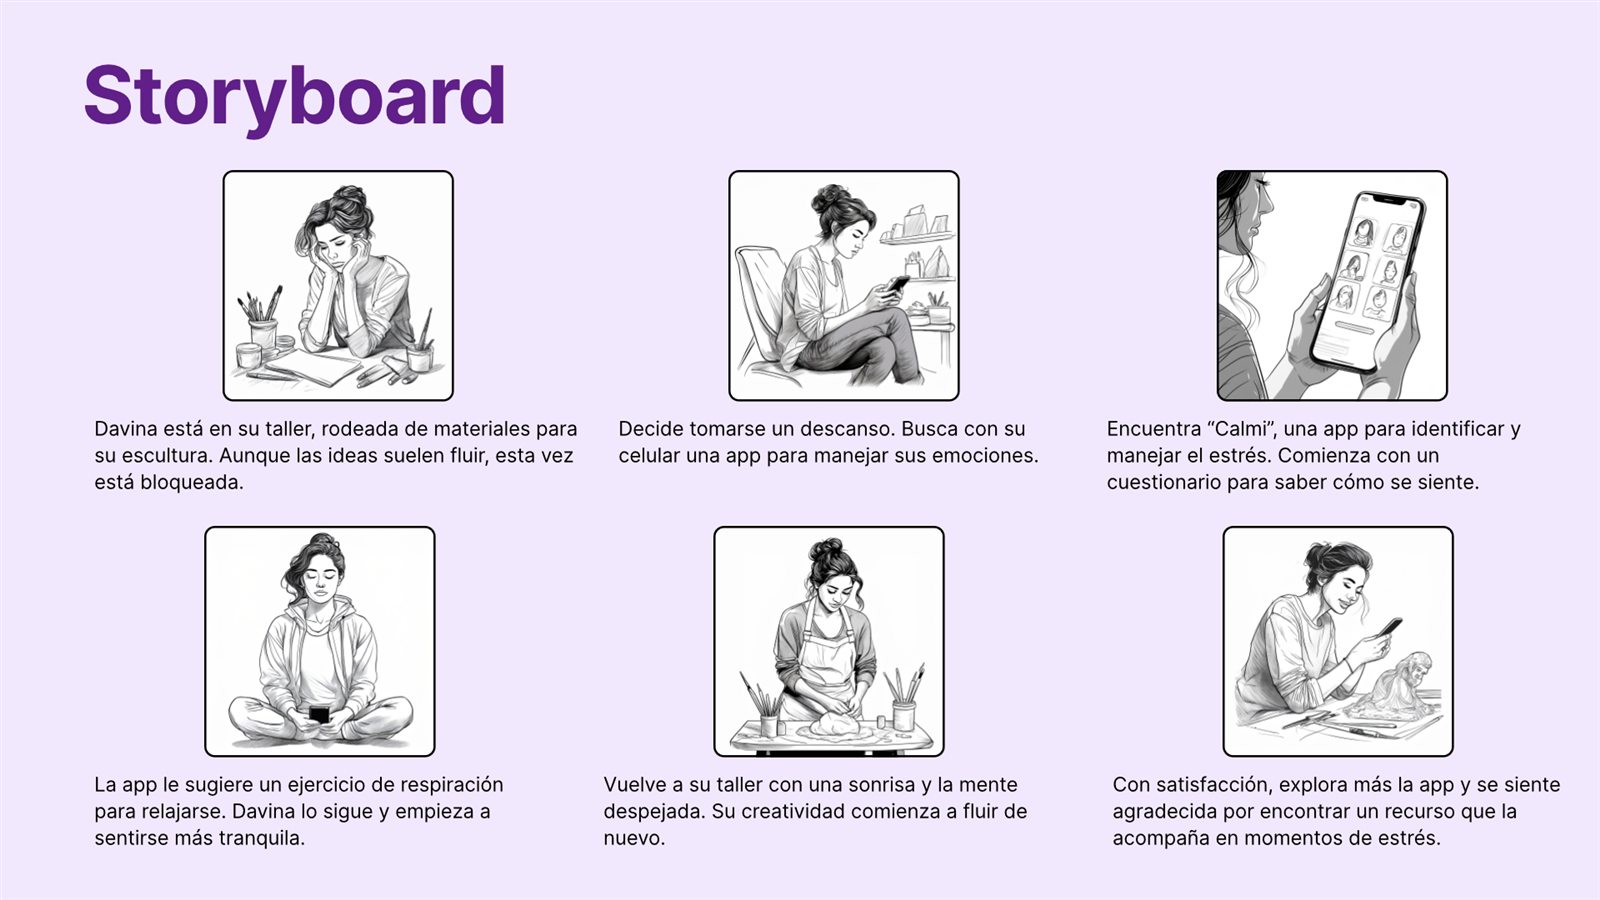 Storyboard
Davina está en su taller, rodeada de materiales para
su escultura. Aunque las ideas suelen fluir, esta vez
está bloqueada.
Decide tomarse un descanso. Busca con su
celular una app para manejar sus emociones.
Encuentra “Calmi”, una app para identificar y
manejar el estrés. Comienza con un
cuestionario para saber cómo se siente.
La app le sugiere un ejercicio de respiración
para relajarse. Davina lo sigue y empieza a
sentirse más tranquila.
Vuelve a su taller con una sonrisa y la mente
despejada. Su creatividad comienza a fluir de
nuevo.
Con satisfacción, explora más la app y se siente
agradecida por encontrar un recurso que la
acompaña en momentos de estrés.